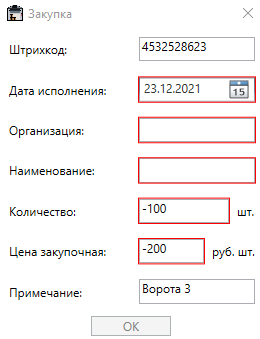 Закупка
Штрихкод: 4532528623
Дата исполнения: 23.12.2021 15
Организация:
Наименование:
Количество: -100 шт.
Цена закупочная: -200 руб. шт.
Примечание: Ворота 3
ОК